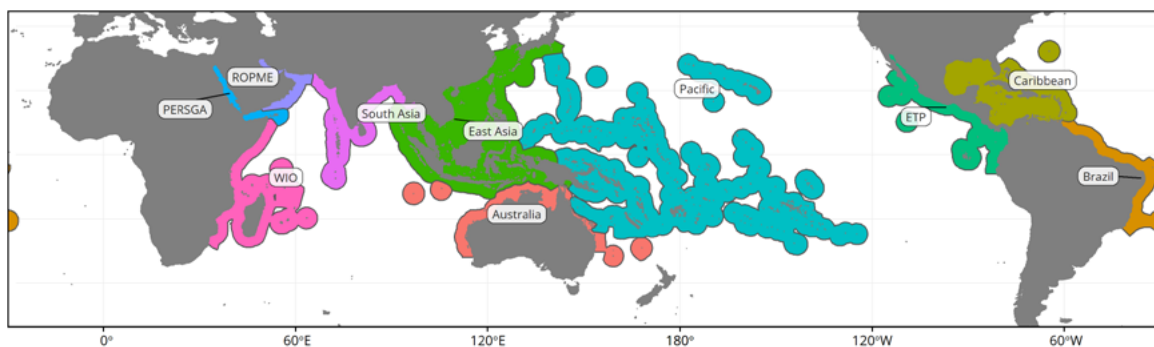 ROPME
PERSGA
South Asia
East Asia
Pacific
Caribbean
ETP
WIO
Brazil
Australia
0°
60°E
120°E
180°
120°W
60°W